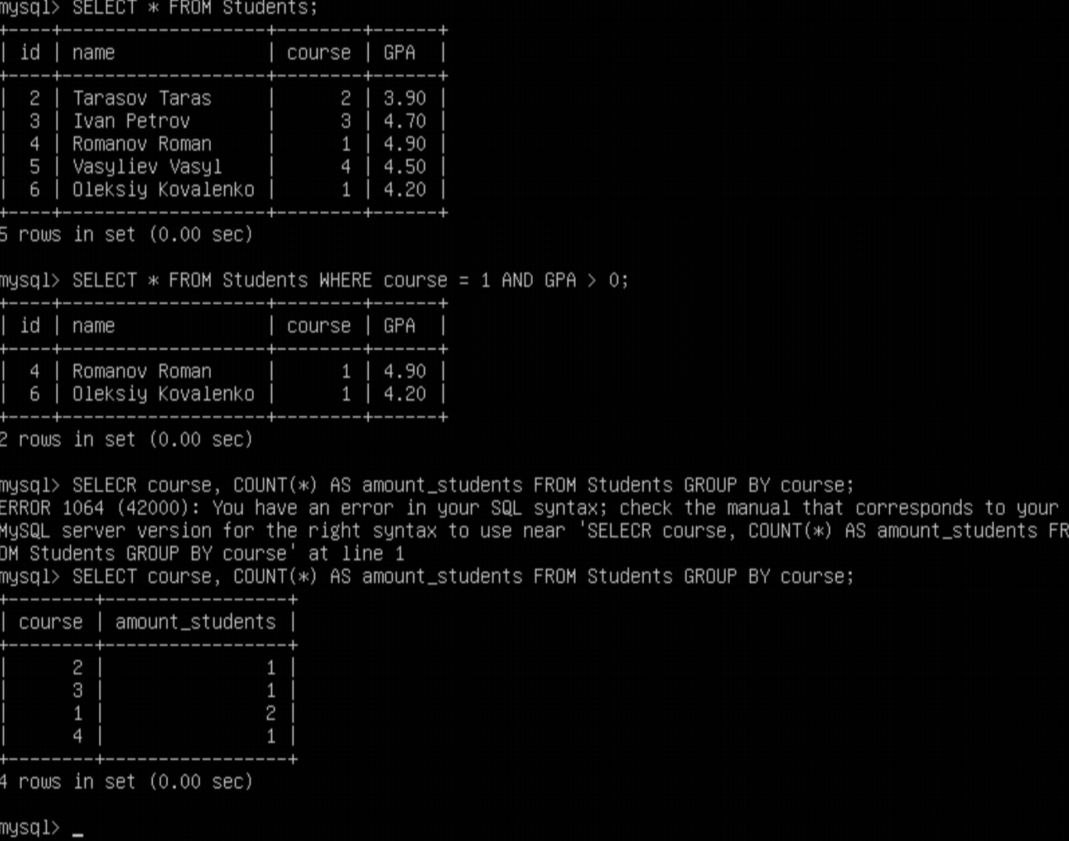 mysql> SELECT * FROM Students;
+----+--------------------+--------+------+
| id | name               | course | GPA  |
+----+--------------------+--------+------+
|  2 | Tarasov Taras      |      2 | 3.90 |
|  3 | Ivan Petrov        |      3 | 4.70 |
|  4 | Romanov Roman      |      1 | 4.90 |
|  5 | Vasyliev Vasyl     |      4 | 4.50 |
|  6 | Oleksiy Kovalenko  |      1 | 4.20 |
+----+--------------------+--------+------+
5 rows in set (0.00 sec)

mysql> SELECT * FROM Students WHERE course = 1 AND GPA > 0;
+----+--------------------+--------+------+
| id | name               | course | GPA  |
+----+--------------------+--------+------+
|  4 | Romanov Roman      |      1 | 4.90 |
|  6 | Oleksiy Kovalenko  |      1 | 4.20 |
+----+--------------------+--------+------+
2 rows in set (0.00 sec)

mysql> SELECR course, COUNT(*) AS amount_students FROM Students GROUP BY course;
ERROR 1064 (42000): You have an error in your SQL syntax; check the manual that corresponds to your
MySQL server version for the right syntax to use near 'SELECR course, COUNT(*) AS amount_students FR
OM Students GROUP BY course' at line 1
mysql> SELECT course, COUNT(*) AS amount_students FROM Students GROUP BY course;
+--------+-----------------+
| course | amount_students |
+--------+-----------------+
|      2 |               1 |
|      3 |               1 |
|      1 |               2 |
|      4 |               1 |
+--------+-----------------+
4 rows in set (0.00 sec)

mysql> _